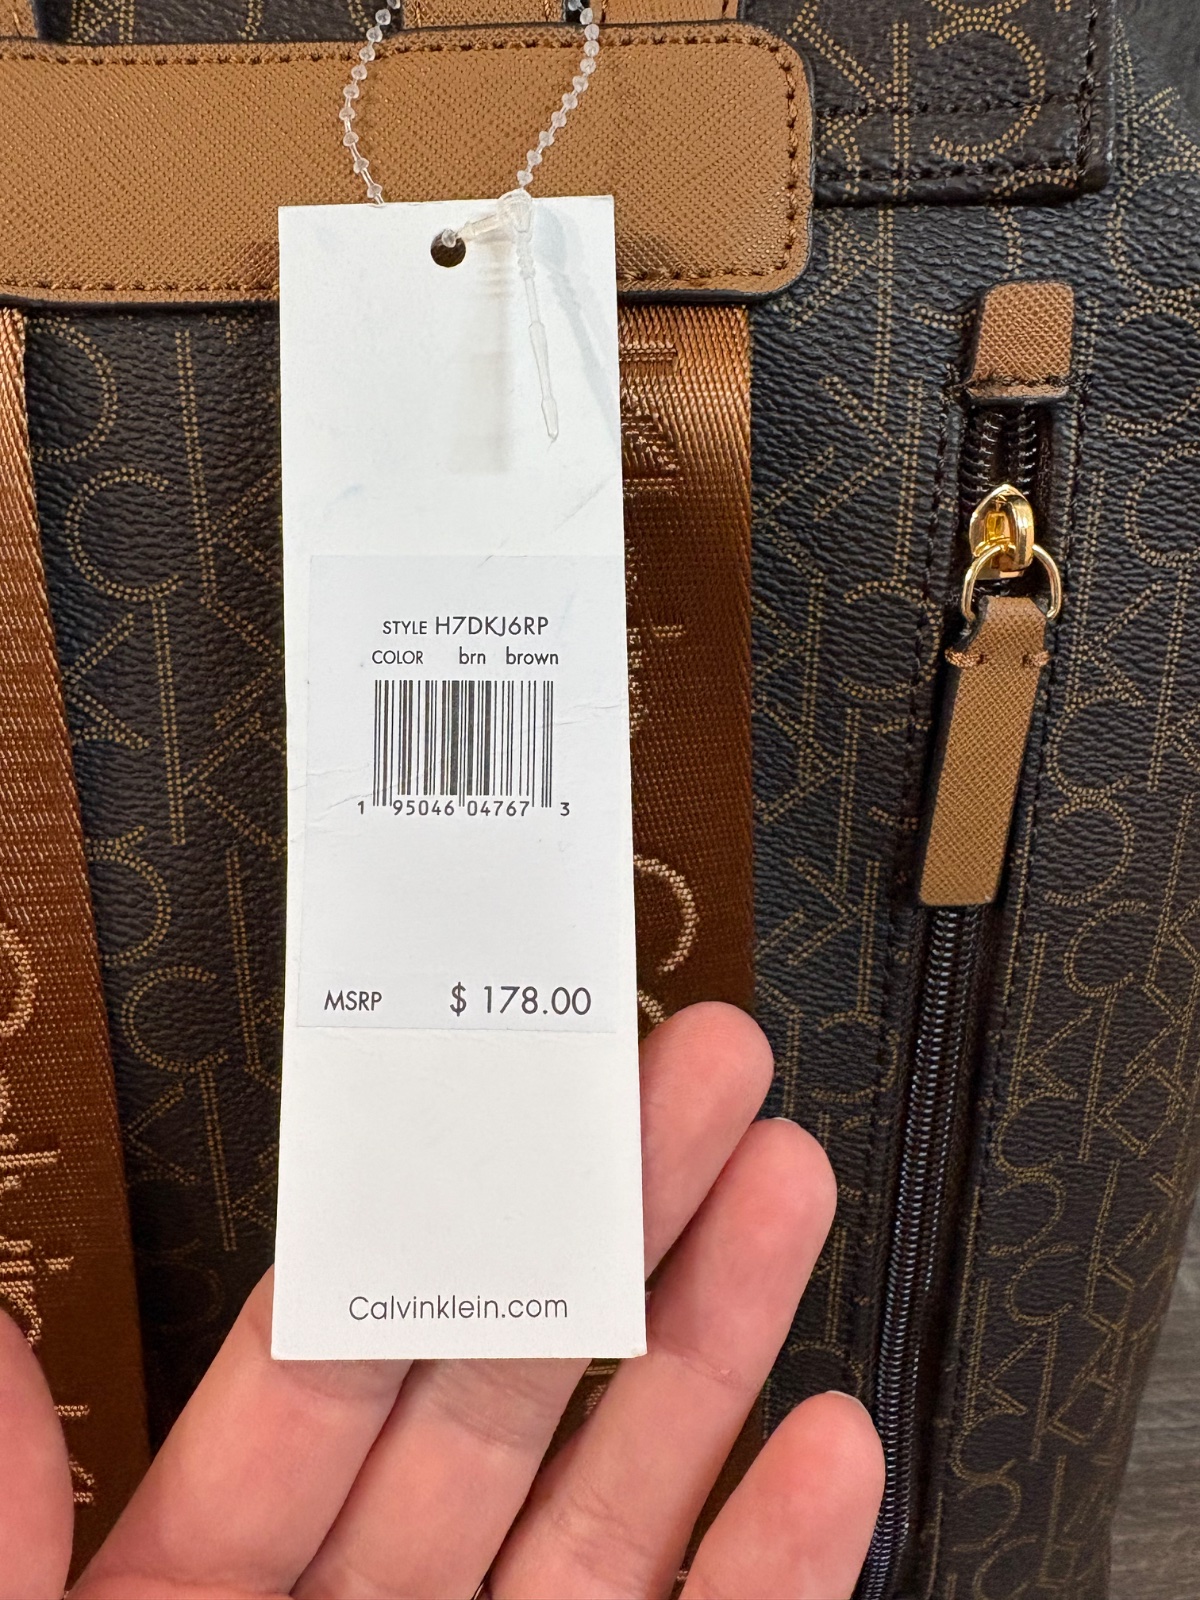 STYLE H7DKJ6RP
COLOR brn brown
1 95046 04767 3
MSRP $ 178.00
Calvinklein.com